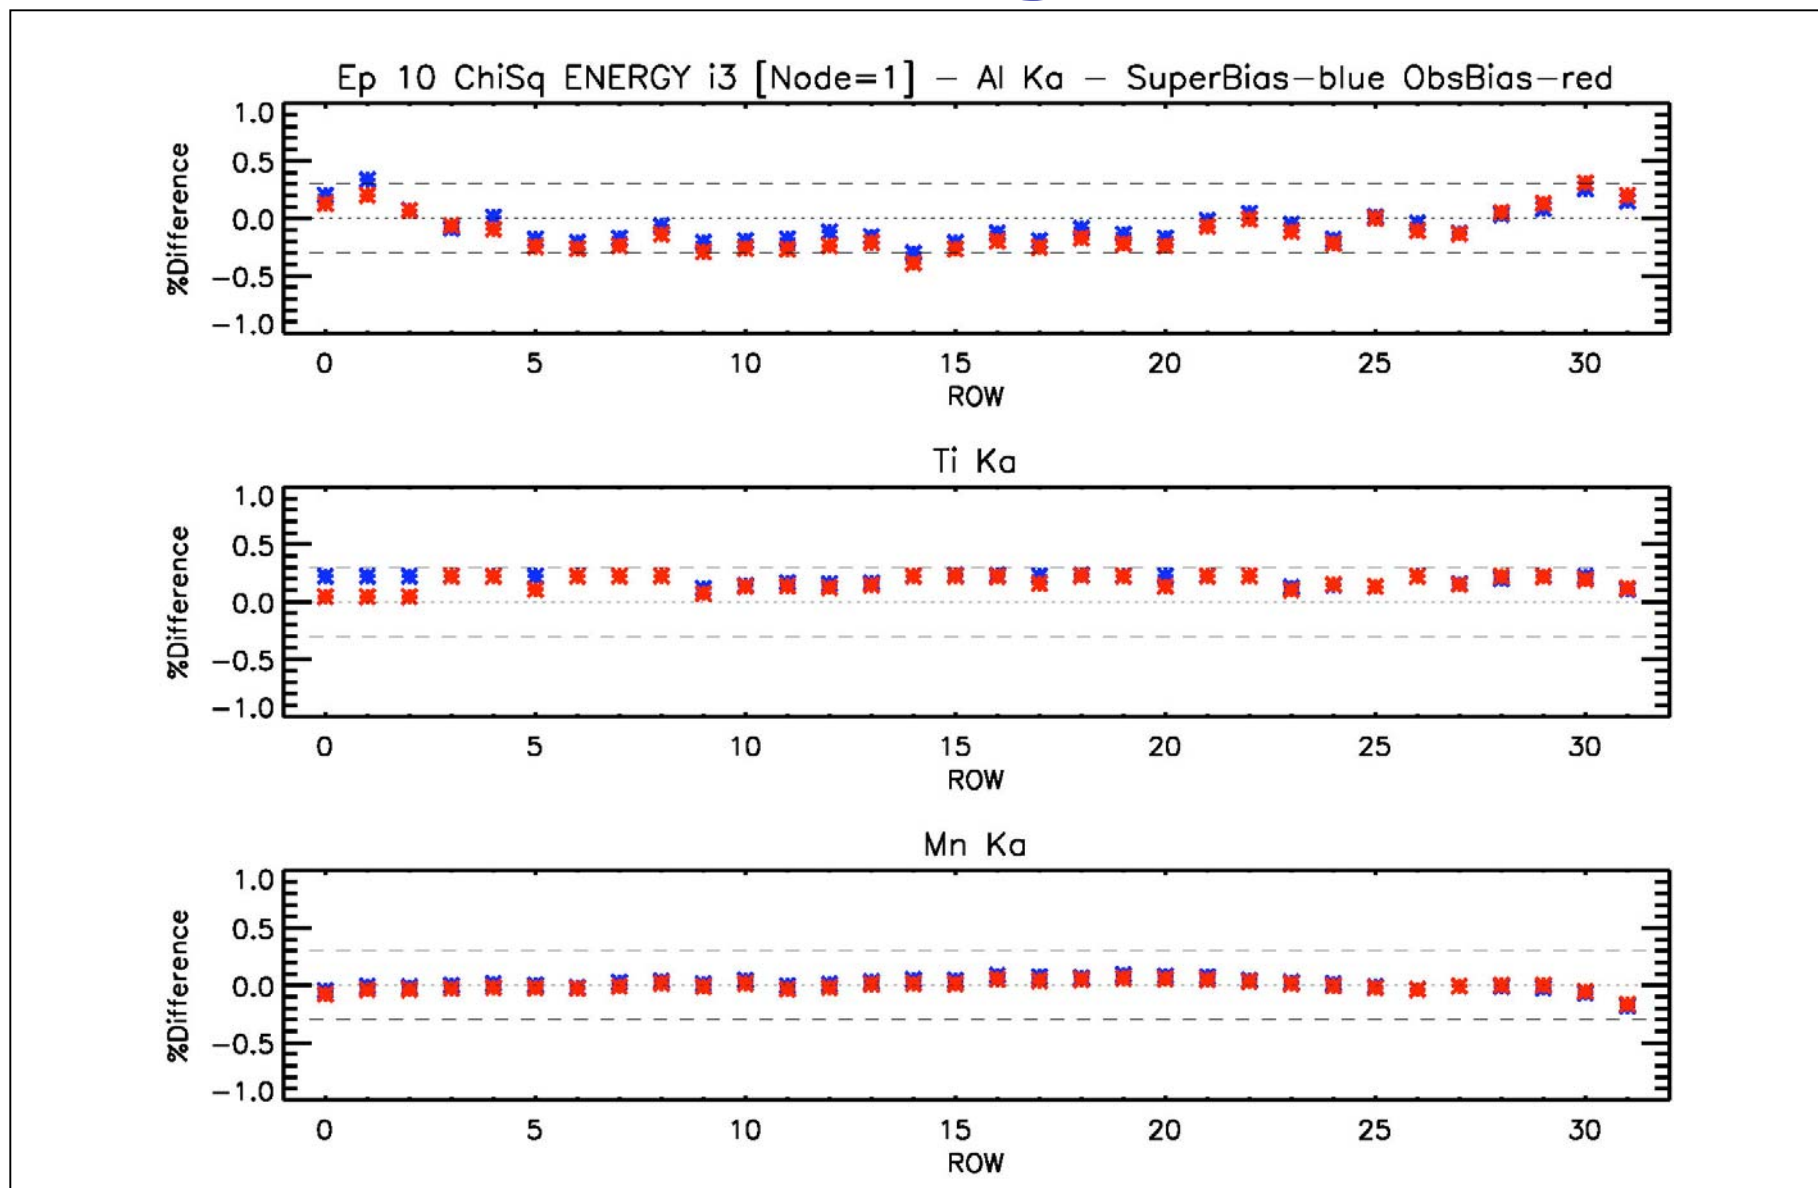 Ep 10 ChiSq ENERGY i3 [Node=1] − Al Ka − SuperBias−blue ObsBias−red
%Difference
1.0
0.5
0.0
−0.5
−1.0
0 5 10 15 20 25 30
ROW
Ti Ka
%Difference
1.0
0.5
0.0
−0.5
−1.0
0 5 10 15 20 25 30
ROW
Mn Ka
%Difference
1.0
0.5
0.0
−0.5
−1.0
0 5 10 15 20 25 30
ROW